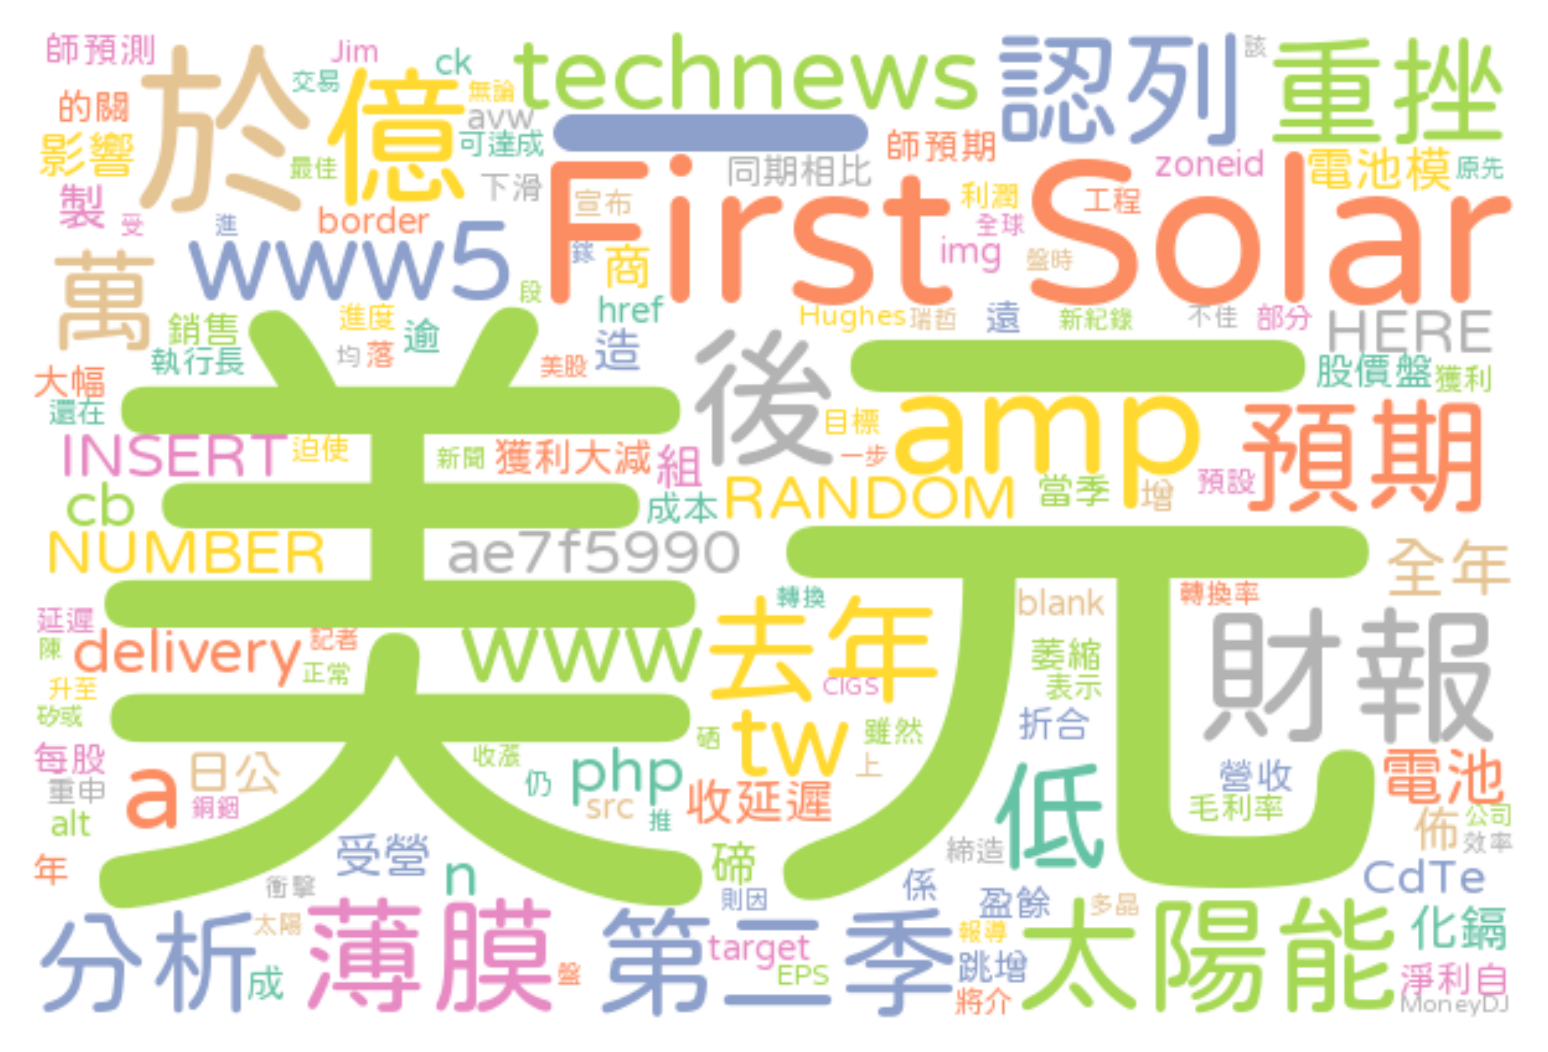 師預測
Jim
ck
technews
認列
該
重挫
於
交易
億
無論
avw
的關
可達成
一
師預期
影響
最佳
下滑
同期相比
First Solar
zoneid
電池模
原先
製
受
進
border
宣布
利潤
工程
全球
www5
鎵
商
img
盤時
萬
段
href
Hughes
瑞哲
遠
新紀錄
不佳
部分
HERE
銷售
進度
逾
造
後
執行長
均
落
美股
股價盤
獲利
大幅
還在
美元
目標
amp
預期
INSERT
迫使
新聞
獲利大減
組
一步
cb
成本
RANDOM
當季
增
預設
NUMBER
ae7f5990
全年
延遲
轉換
blank
轉換率
陳
delivery
記者
www
去年
萎縮
財報
正常
CIGS
表示
升至
矽或
tw
雖然
折合
硒
每股
日公
收漲
php
上
低
營收
電池
重申
a
銅銦
仍
src
推
收延遲
毛利率
公司
alt
佈
效率
年
受營
n
碲
締造
衝擊
則因
係
CdTe
盈餘
多晶
分析
太陽
薄膜
第二季
target
報導
太陽能
化鎘
成
盤
EPS
跳增
淨利自
將介
MoneyDJ